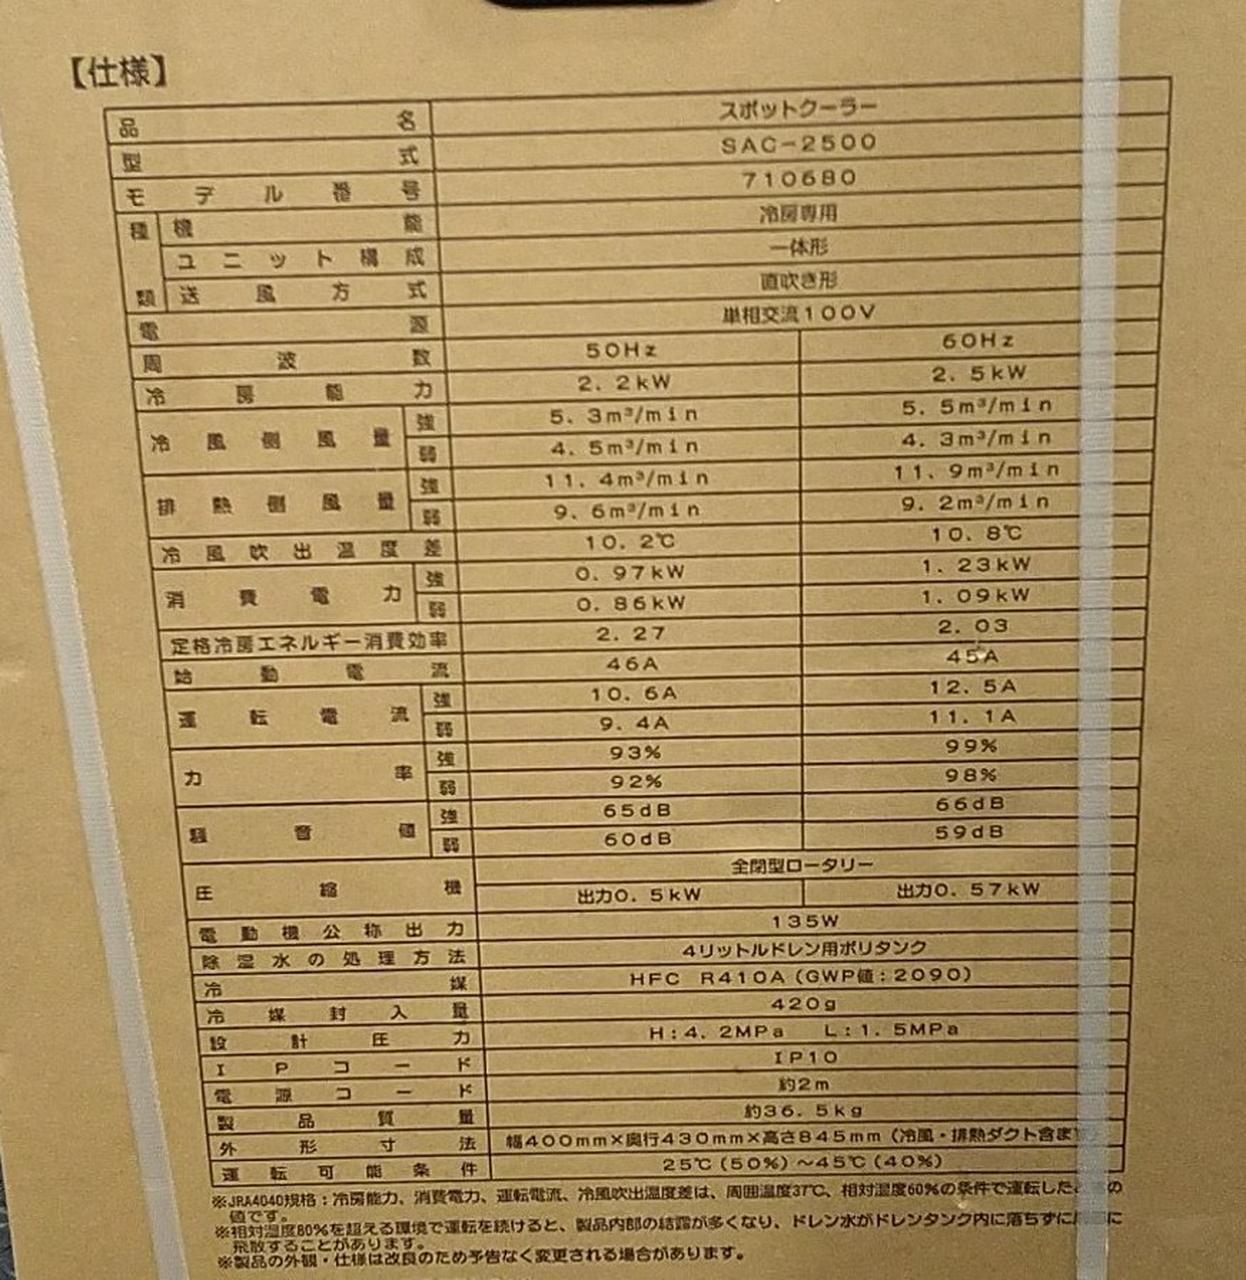 【仕様】
品名 スポットクーラー
型式 SAC-2500
モデル番号 710680
種類 機能 冷房専用
ユニット構成 一体形
送風方式 直吹き形
電源 単相交流100V
周波数 50Hz 60Hz
冷房能力 2.2kW 2.5kW
冷風側風量 強 5.3m³/min 5.5m³/min
弱 4.5m³/min 4.3m³/min
排熱側風量 強 11.4m³/min 11.9m³/min
弱 9.6m³/min 9.2m³/min
冷風吹出温度差 10.2℃ 10.8℃
消費電力 強 0.97kW 1.23kW
弱 0.86kW 1.09kW
定格冷房エネルギー消費効率 2.27 2.03
始動電流 46A 45A
運転電流 強 10.6A 12.5A
弱 9.4A 11.1A
力率 強 93% 99%
弱 92% 98%
騒音値 強 65dB 66dB
弱 60dB 59dB
圧縮機 全閉型ロータリー
出力0.5kW 出力0.57kW
電動機公称出力 135W
除湿水の処理方法 4リットルドレン用ポリタンク
冷媒 HFC R410A(GWP値:2090)
冷媒封入量 420g
設計圧力 H:4.2MPa L:1.5MPa
IPコード IP10
電源コード 約2m
製品質量 約36.5kg
外形寸法 幅400mm×奥行430mm×高さ845mm(冷風・排熱ダクト含ま
運転可能条件 25℃(50%)~45℃(40%)
※JRA4040規格:冷房能力、消費電力、運転電流、冷風吹出温度差は、周囲温度37℃、相対湿度60%の条件で運転した の
値です。
※相対湿度80%を超える環境で運転を続けると、製品内部の結露が多くなり、ドレン水がドレンタンク内に落ちずに に
飛散することがあります。
※製品の外観・仕様は改良のため予告なく変更される場合があります。